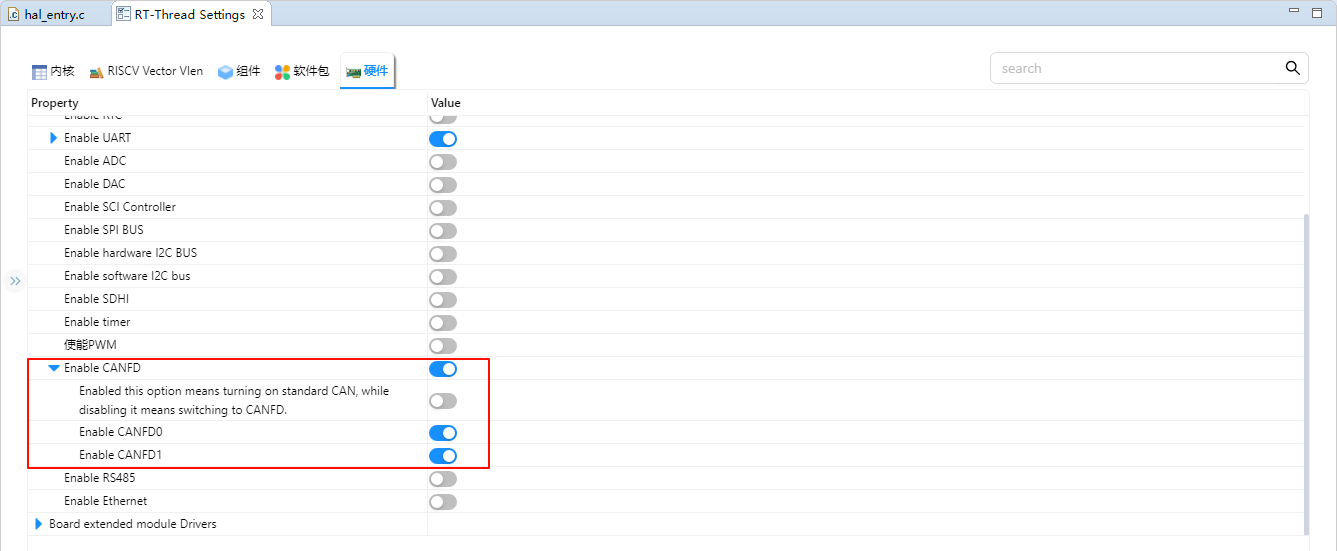 hal_entry.c
RT-Thread Settings
内核
RISCV Vector Vlen
组件
软件包
硬件
search
Property Value
Enable RTC
Enable UART
Enable ADC
Enable DAC
Enable SCI Controller
Enable SPI BUS
Enable hardware I2C BUS
Enable software I2C bus
Enable SDHI
Enable timer
使能PWM
Enable CANFD
Enabled this option means turning on standard CAN, while
disabling it means switching to CANFD.
Enable CANFD0
Enable CANFD1
Enable RS485
Enable Ethernet
Board extended module Drivers